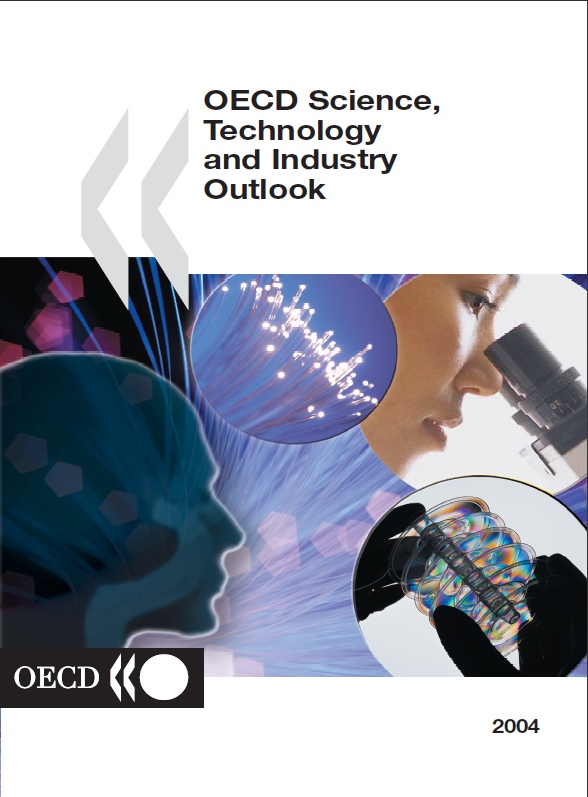 OECD Science,
Technology
and Industry
Outlook
OECD
2004